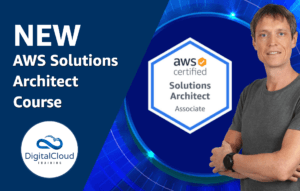 NEW
AWS Solutions
Architect
Course
DigitalCloud
TRAINING
aws
certified
Solutions
Architect
Associate